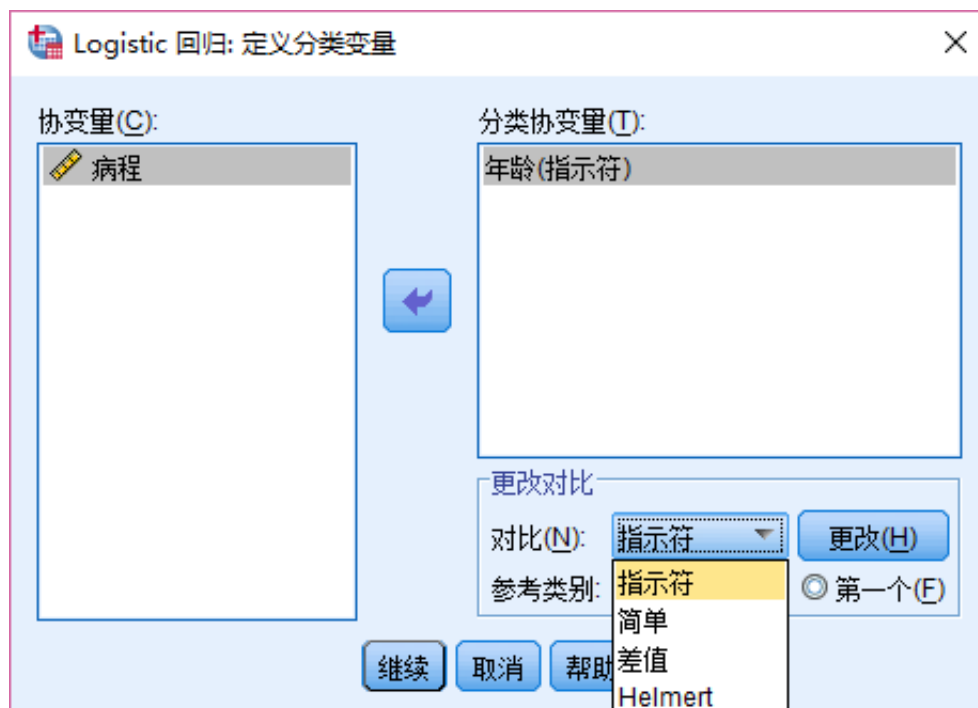 Logistic 回归: 定义分类变量
协变量(C):
病程
分类协变量(T):
年龄(指示符)
更改对比
对比(N): 指示符 更改(H)
参考类别: 第一个(F)
指示符
简单
差值
Helmert
继续 取消 帮助